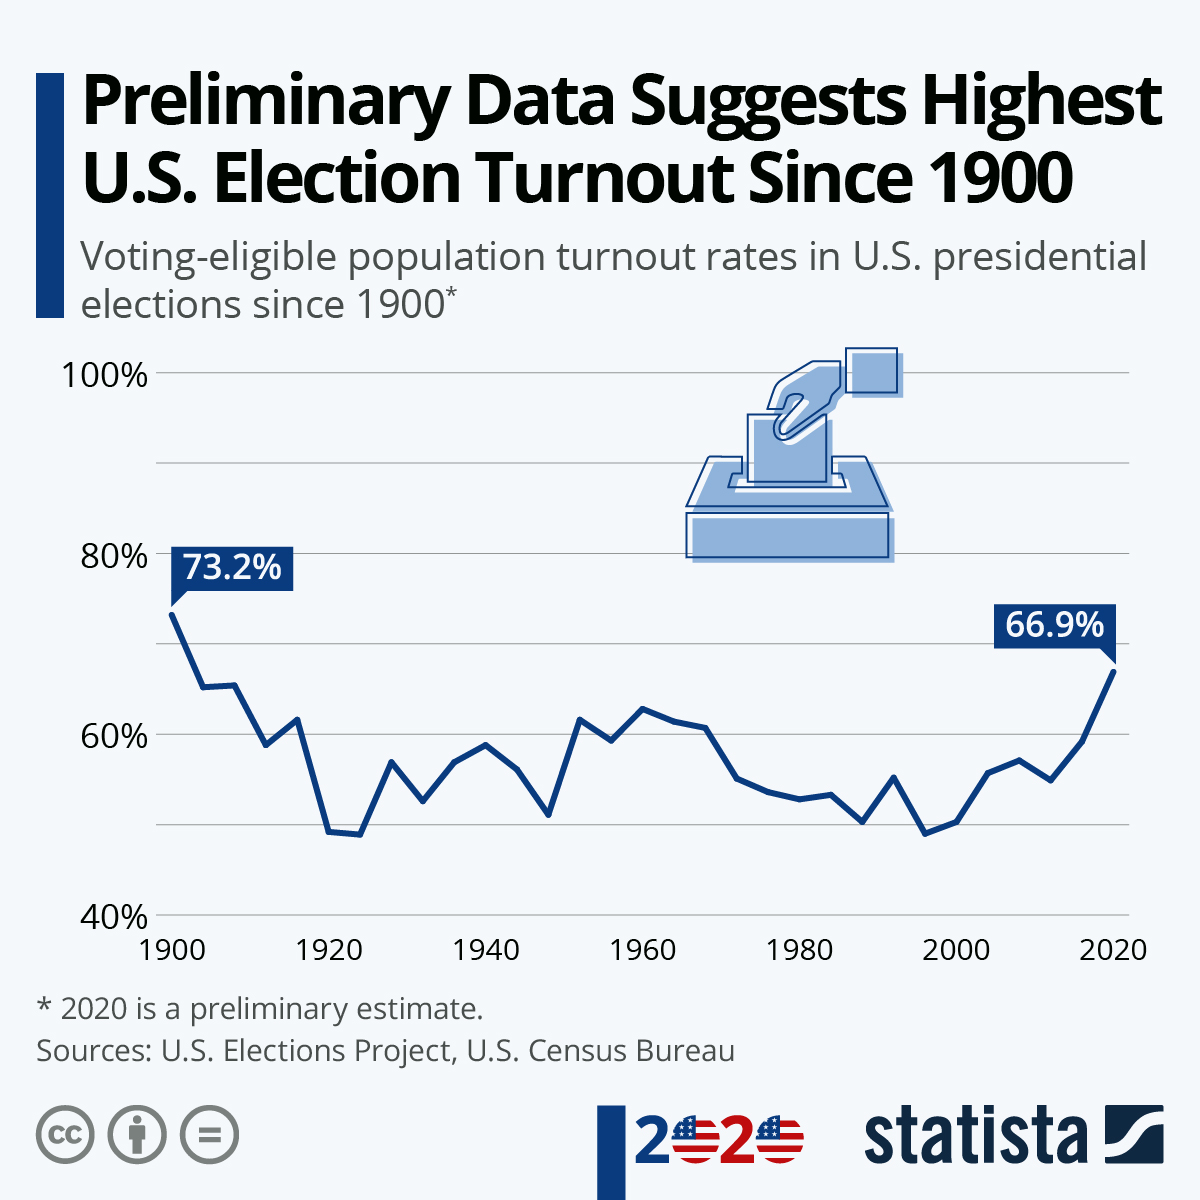 Preliminary Data Suggests Highest
U.S. Election Turnout Since 1900
Voting-eligible population turnout rates in U.S. presidential
elections since 1900*
100%
80%
73.2%
66.9%
60%
40%
1900 1920 1940 1960 1980 2000 2020
* 2020 is a preliminary estimate.
Sources: U.S. Elections Project, U.S. Census Bureau
cc
2020
statista